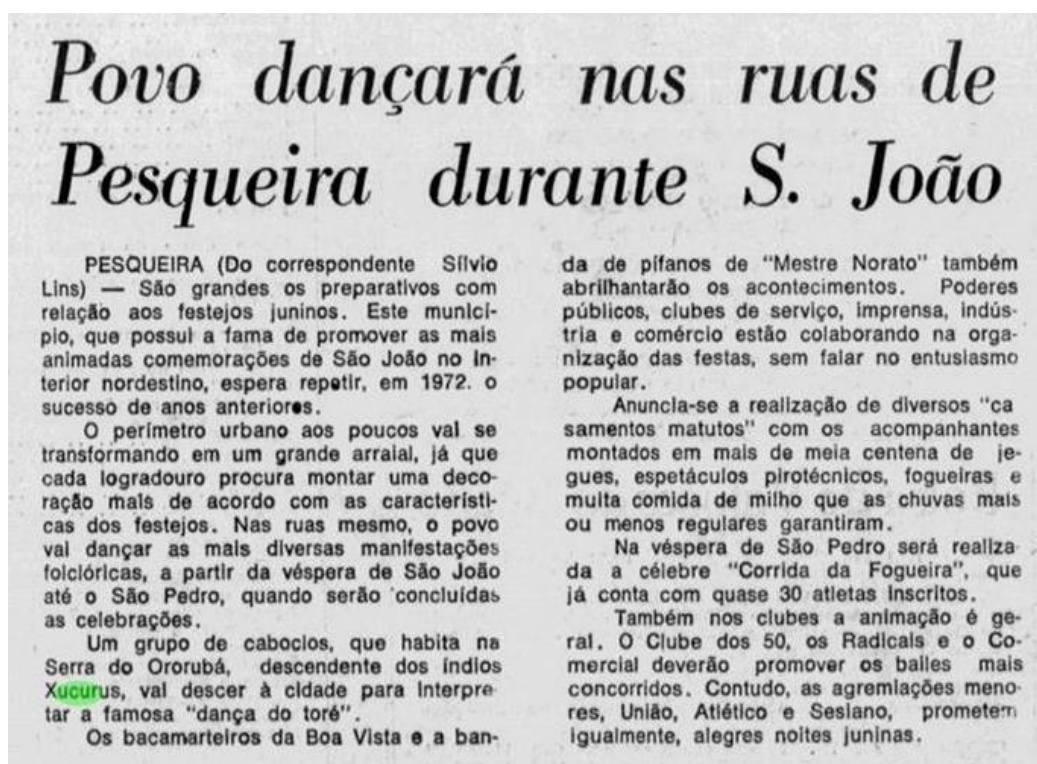 Povo dançará nas ruas de
Pesqueira durante S. João
PESQUEIRA (Do correspondente Sílvio
Lins) — São grandes os preparativos com
relação aos festejos juninos. Este municí-
pio, que possui a fama de promover as mais
animadas comemorações de São João no in-
terior nordestino, espera repetir, em 1972. o
sucesso de anos anteriores.
O perímetro urbano aos poucos vai se
transformando em um grande arraial, já que
cada logradouro procura montar uma deco-
ração mais de acordo com as característi-
cas dos festejos. Nas ruas mesmo, o povo
vai dançar as mais diversas manifestações
folclóricas, a partir da véspera de São João
até o São Pedro, quando serão concluídas
as celebrações.
Um grupo de caboclos, que habita na
Serra do Ororubá, descendente dos índios
Xucurus, vai descer à cidade para interpre
tar a famosa "dança do toré".
Os bacamarteiros da Boa Vista e a ban-
da de pífanos de "Mestre Norato" também
abrilhantarão os acontecimentos. Poderes
públicos, clubes de serviço, imprensa, indús-
tria e comércio estão colaborando na orga-
nização das festas, sem falar no entusiasmo
popular.
Anuncia-se a realização de diversos "ca
samentos matutos" com os acompanhantes
montados em mais de meia centena de je-
gues, espetáculos pirotécnicos, fogueiras e
muita comida de milho que as chuvas mais
ou menos regulares garantiram.
Na véspera de São Pedro será realiza-
da a célebre "Corrida da Fogueira", que
já conta com quase 30 atletas inscritos.
Também nos clubes a animação é ge-
ral. O Clube dos 50, os Radicais e o Co-
mercial deverão promover os bailes mais
concorridos. Contudo, as agremiações meno-
res, União, Atlético e Sesiano, prometem
igualmente, alegres noites juninas.